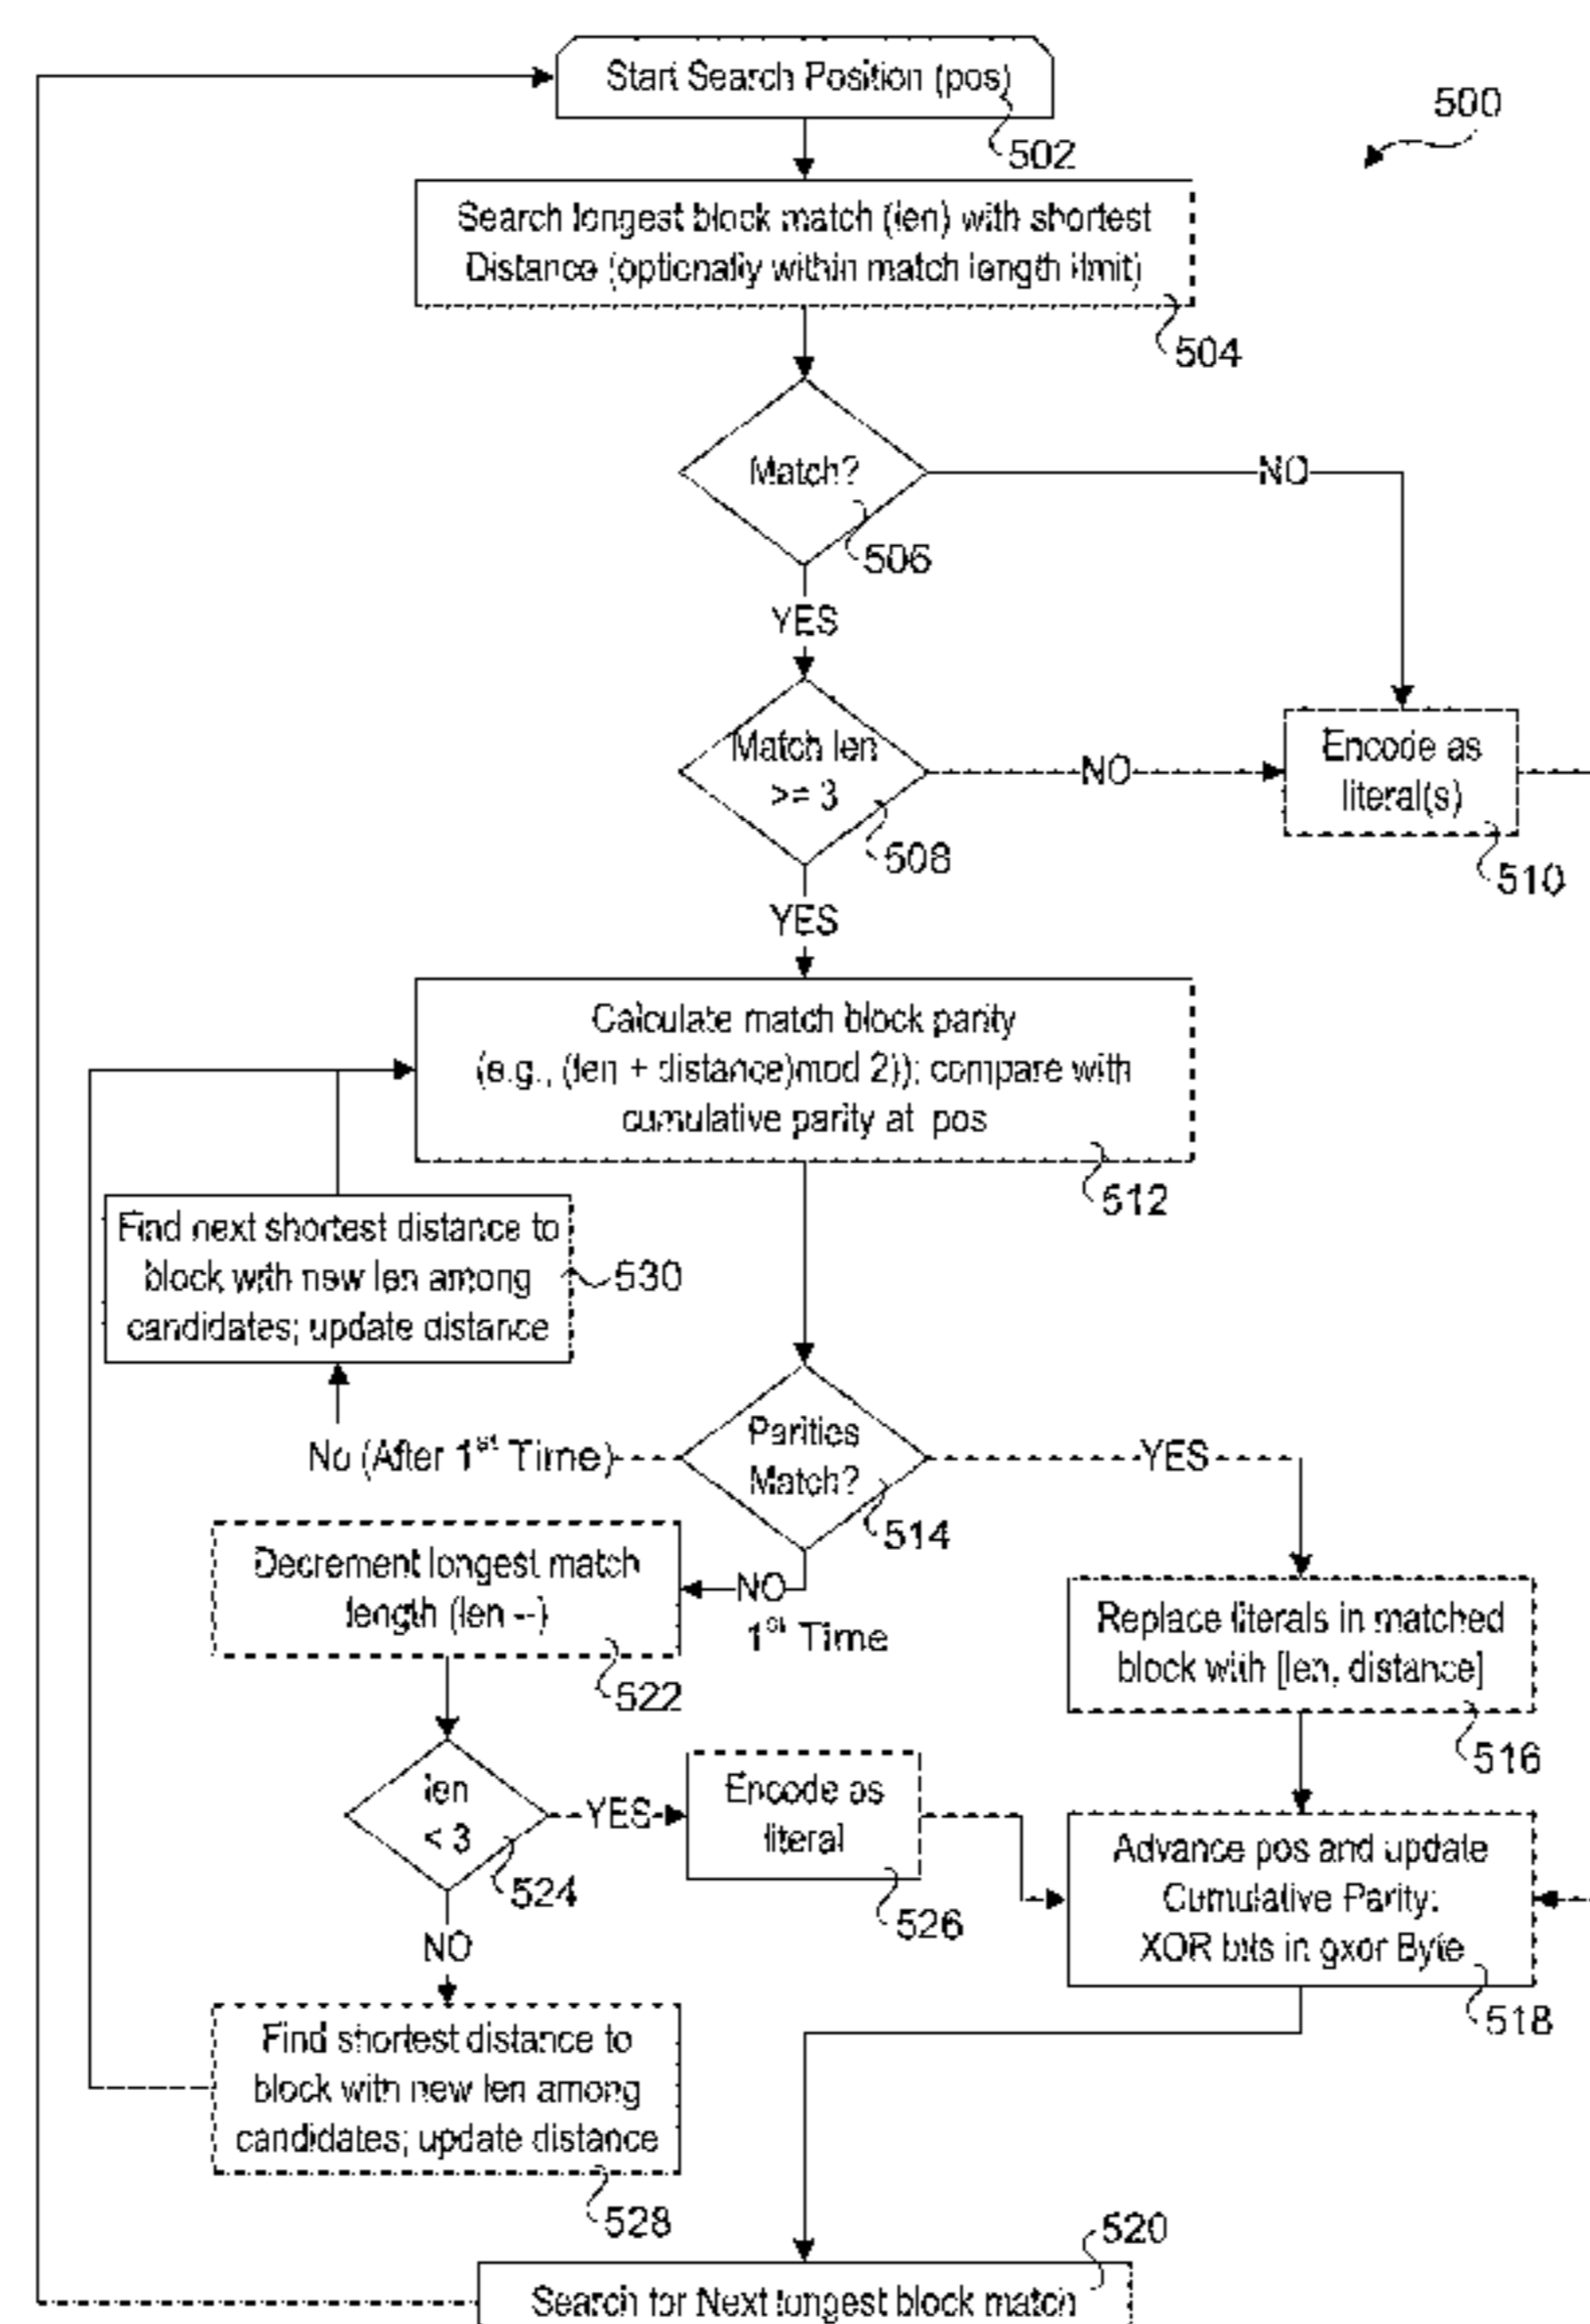 Start Search Position (pos)
502
500
Search longest block match (len) with shortest
Distance (optionally within match length limit)
504
Match?
506
NO
YES
Match len
>= 3
508
NO
Encode as
literal(s)
510
YES
Calculate match block parity
(e.g., (len + distance)mod 2)); compare with
cumulative parity at pos
512
Find next shortest distance to
block with new len among
candidates; update distance
530
No (After 1st Time)
Parities
Match?
514
YES
NO
1st Time
Decrement longest match
length (len --)
522
Replace literals in matched
block with [len, distance]
516
len
< 3
524
YES
Encode as
literal
526
Advance pos and update
Cumulative Parity:
XOR bits in gxor Byte
518
NO
Find shortest distance to
block with new len among
candidates; update distance
528
520
Search for Next longest block match